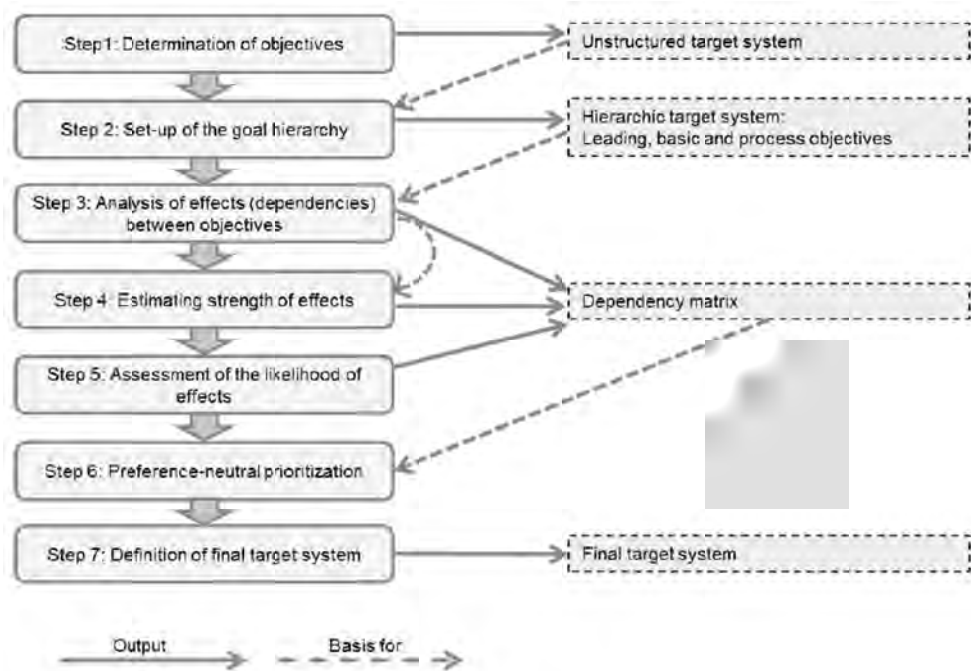 Step1: Determination of objectives
Unstructured target system
Step 2: Set-up of the goal hierarchy
Hierarchic target system:
Leading, basic and process objectives
Step 3: Analysis of effects (dependencies)
between objectives
Step 4: Estimating strength of effects
Dependency matrix
Step 5: Assessment of the likelihood of
effects
Step 6: Preference-neutral prioritization
Step 7: Definition of final target system
Final target system
Output
Basis for